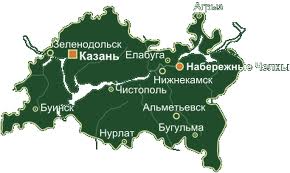 Агрыз
Зеленодольск
Казань
Елабуга
Набережные Челны
Нижнекамск
Чистополь
Буинск
Альметьевск
Бугульма
Нурлат